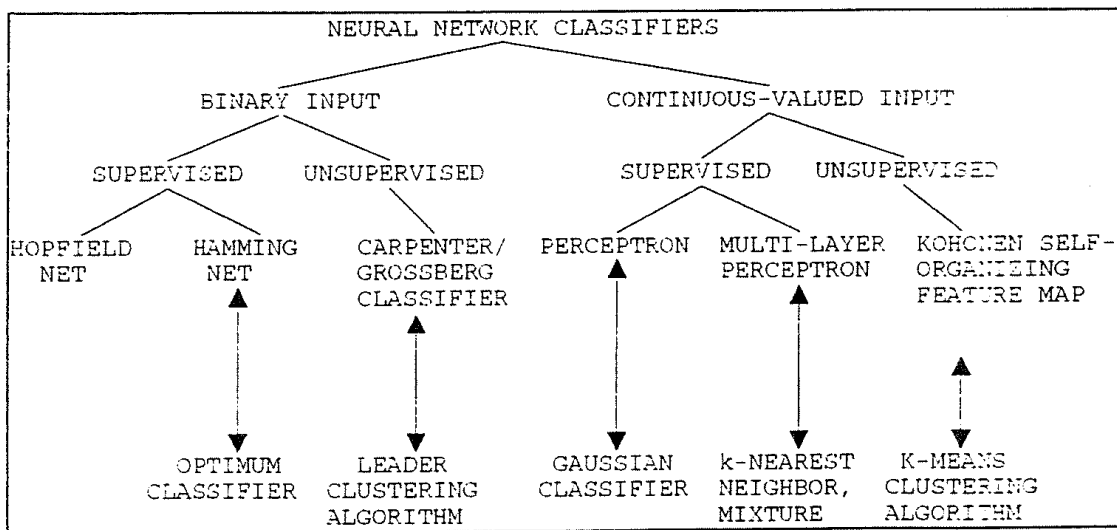 NEURAL NETWORK CLASSIFIERS
BINARY INPUT
CONTINUOUS-VALUED INPUT
SUPERVISED
UNSUPERVISED
SUPERVISED
UNSUPERVISED
HOPFIELD
NET
HAMMING
NET
CARPENTER/
GROSSBERG
CLASSIFIER
PERCEPTRON
MULTI-LAYER
PERCEPTRON
KOHONEN SELF-
ORGANIZING
FEATURE MAP
OPTIMUM
CLASSIFIER
LEADER
CLUSTERING
ALGORITHM
GAUSSIAN
CLASSIFIER
k-NEAREST
NEIGHBOR,
MIXTURE
K-MEANS
CLUSTERING
ALGORITHM